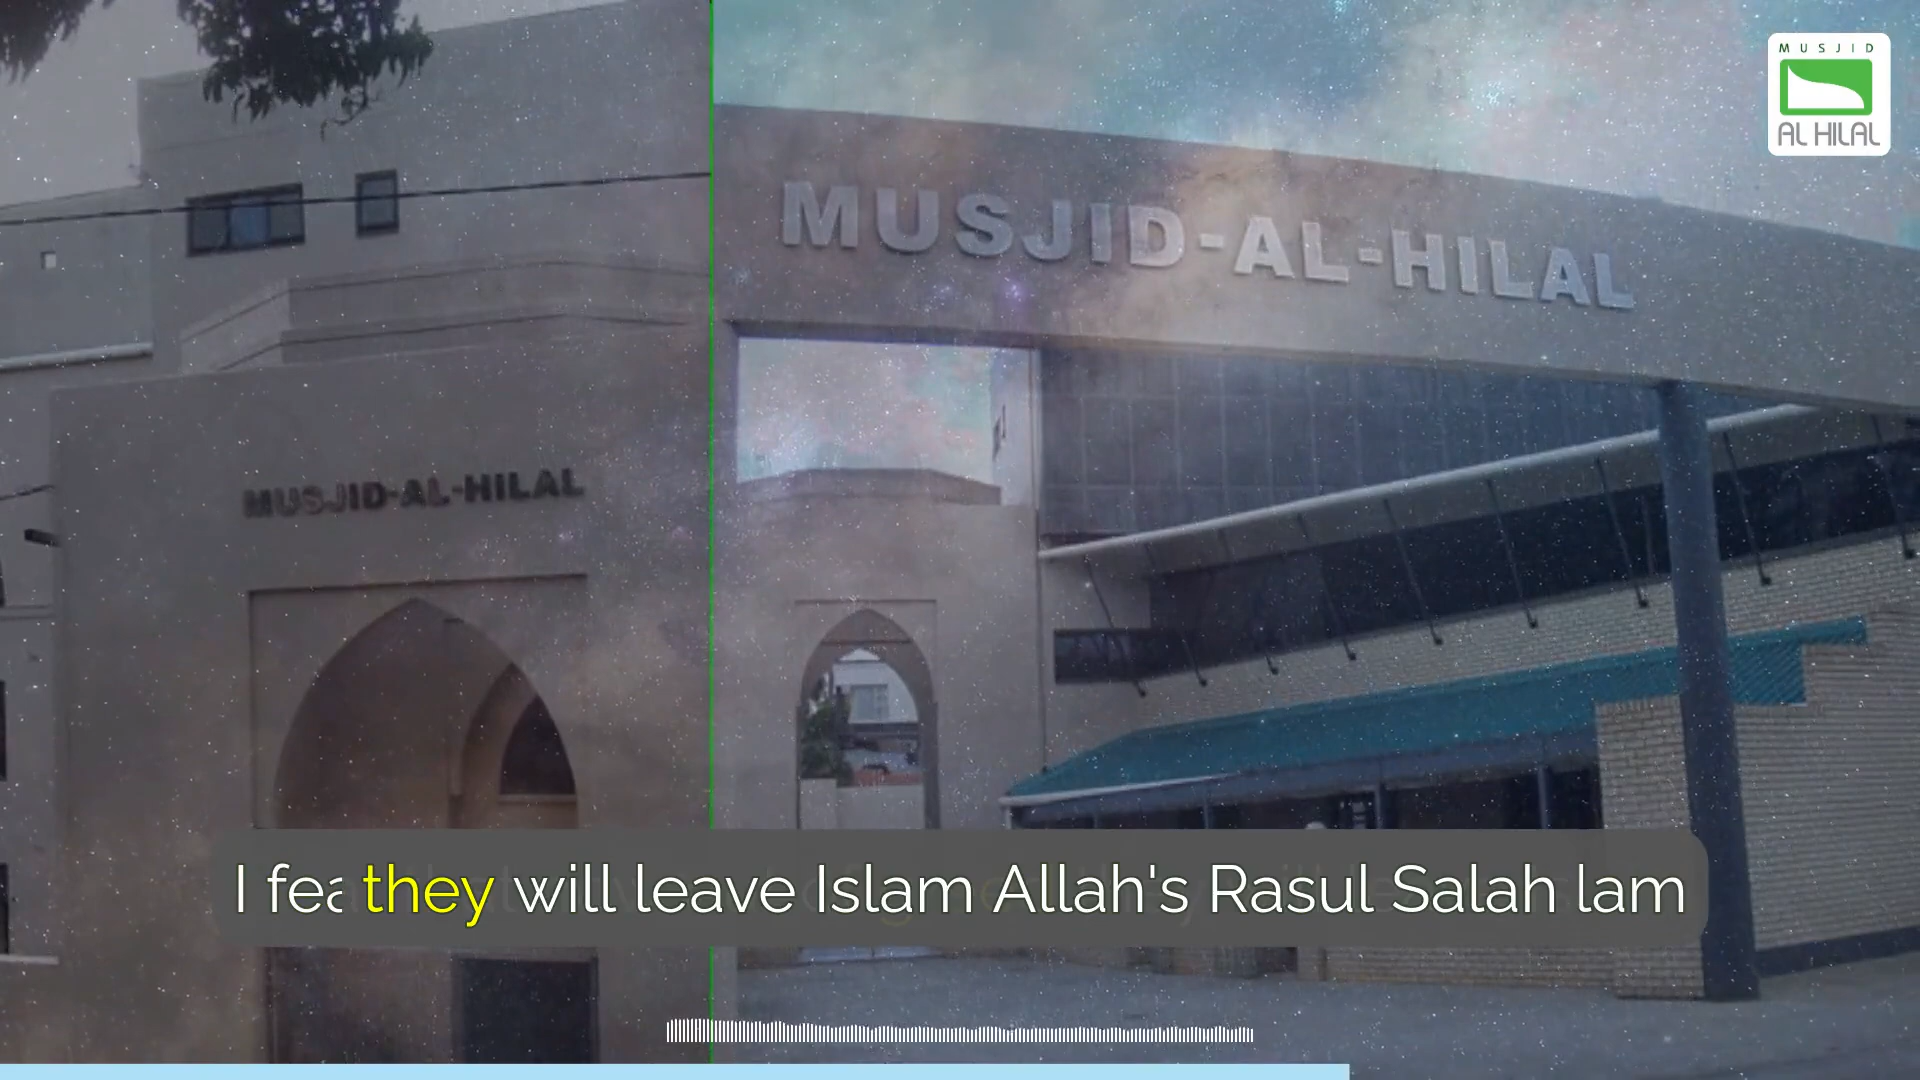 MUSJID
AL HILAL
MUSJID-AL-HILAL
MUSJID-AL-HILAL
I fea they will leave Islam Allah's Rasul Salah lam